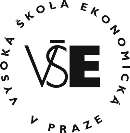 VYSOKÁ ŠKOLA EKONOMICKÁ
V PRAZE
VŠE